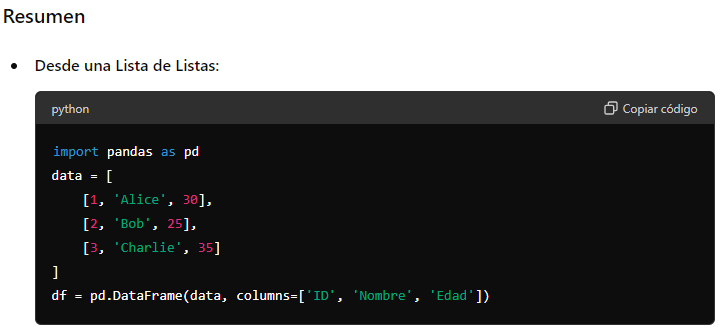 Resumen
Desde una Lista de Listas:
python
Copiar código
import pandas as pd
data = [
    [1, 'Alice', 30],
    [2, 'Bob', 25],
    [3, 'Charlie', 35]
]
df = pd.DataFrame(data, columns=['ID', 'Nombre', 'Edad'])